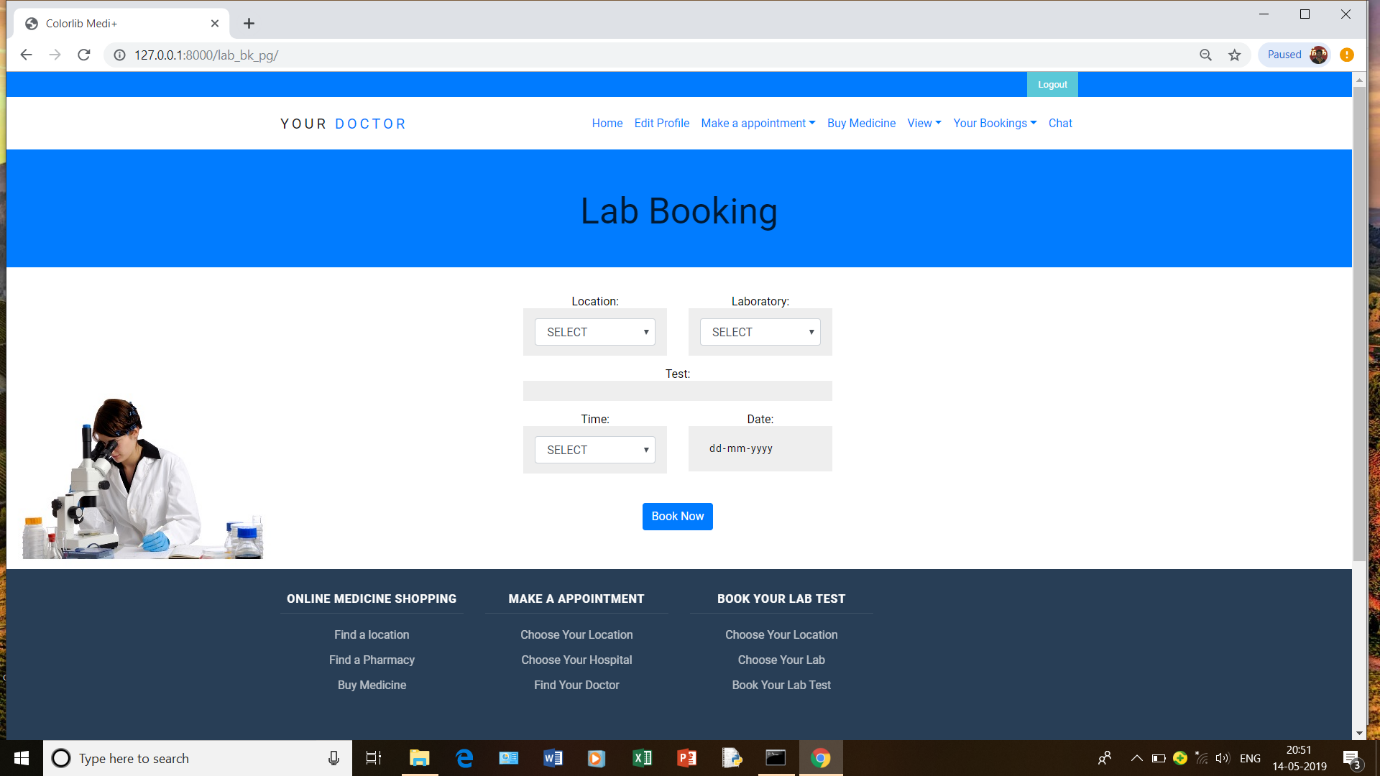 Colorlib Medi+
127.0.0.1:8000/lab_bk_pg/
Paused
Logout
YOUR DOCTOR
Home Edit Profile Make a appointment Buy Medicine View Your Bookings Chat
Lab Booking
Location: Laboratory:
SELECT SELECT
Test:
Time: Date:
SELECT dd-mm-yyyy
Book Now
ONLINE MEDICINE SHOPPING MAKE A APPOINTMENT BOOK YOUR LAB TEST
Find a location Choose Your Location Choose Your Location
Find a Pharmacy Choose Your Hospital Choose Your Lab
Buy Medicine Find Your Doctor Book Your Lab Test
Type here to search
ENG
20:51
14-05-2019
3